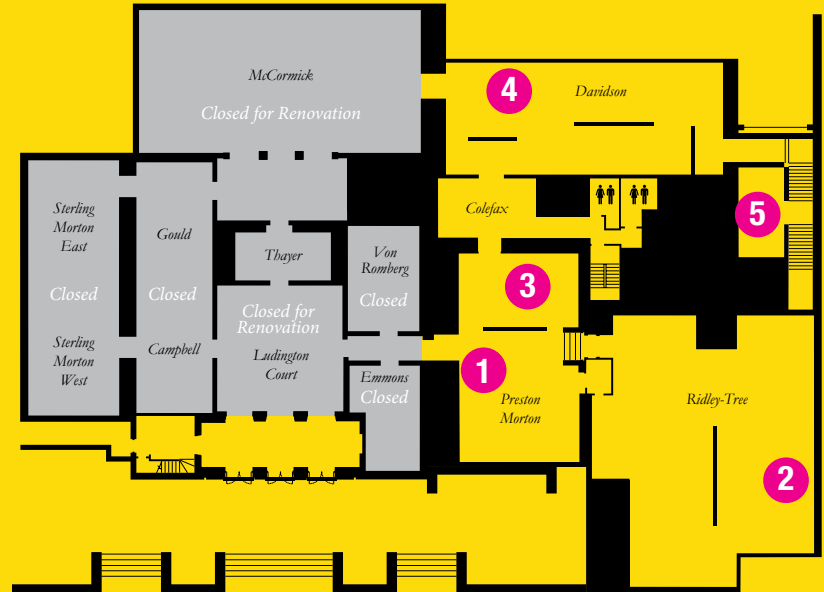 McCormick
Closed for Renovation
4
Davidson
Sterling
Morton
East
Gould
Colefax
5
Thayer
Von
Romberg
Closed
Closed
Closed
3
Closed for
Renovation
Sterling
Morton
West
Campbell
Ludington
Court
Emmons
Closed
1
Preston
Morton
Ridley-Tree
2